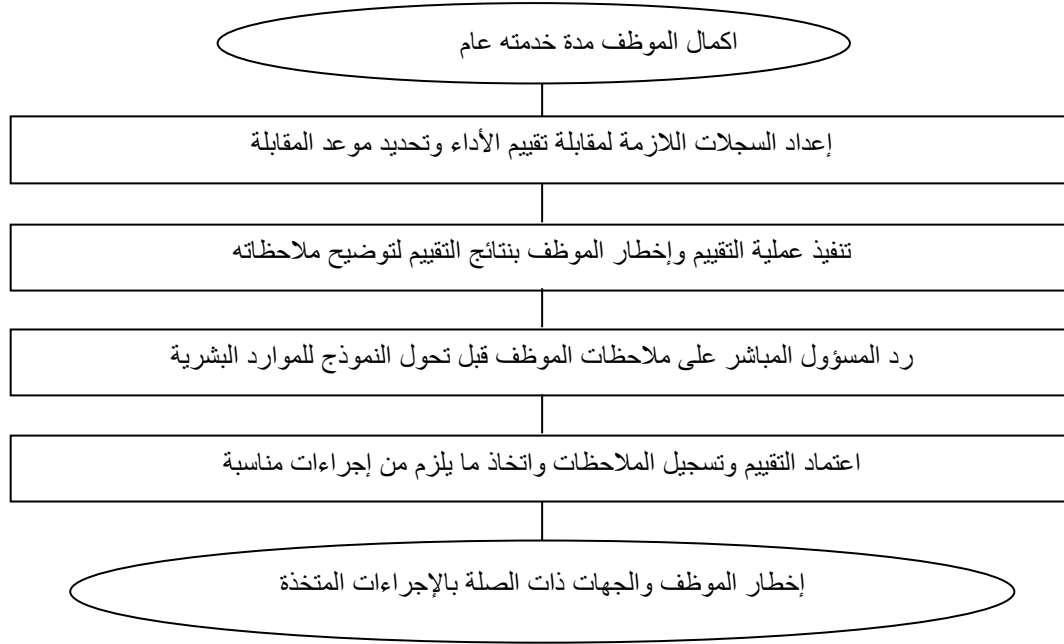 اكمال الموظف مدة خدمته عام
إعداد السجلات اللازمة لمقابلة تقييم الأداء وتحديد موعد المقابلة
تنفيذ عملية التقييم وإخطار الموظف بنتائج التقييم لتوضيح ملاحظاته
رد المسؤول المباشر على ملاحظات الموظف قبل تحول النموذج للموارد البشرية
اعتماد التقييم وتسجيل الملاحظات واتخاذ ما يلزم من إجراءات مناسبة
إخطار الموظف والجهات ذات الصلة بالإجراءات المتخذة